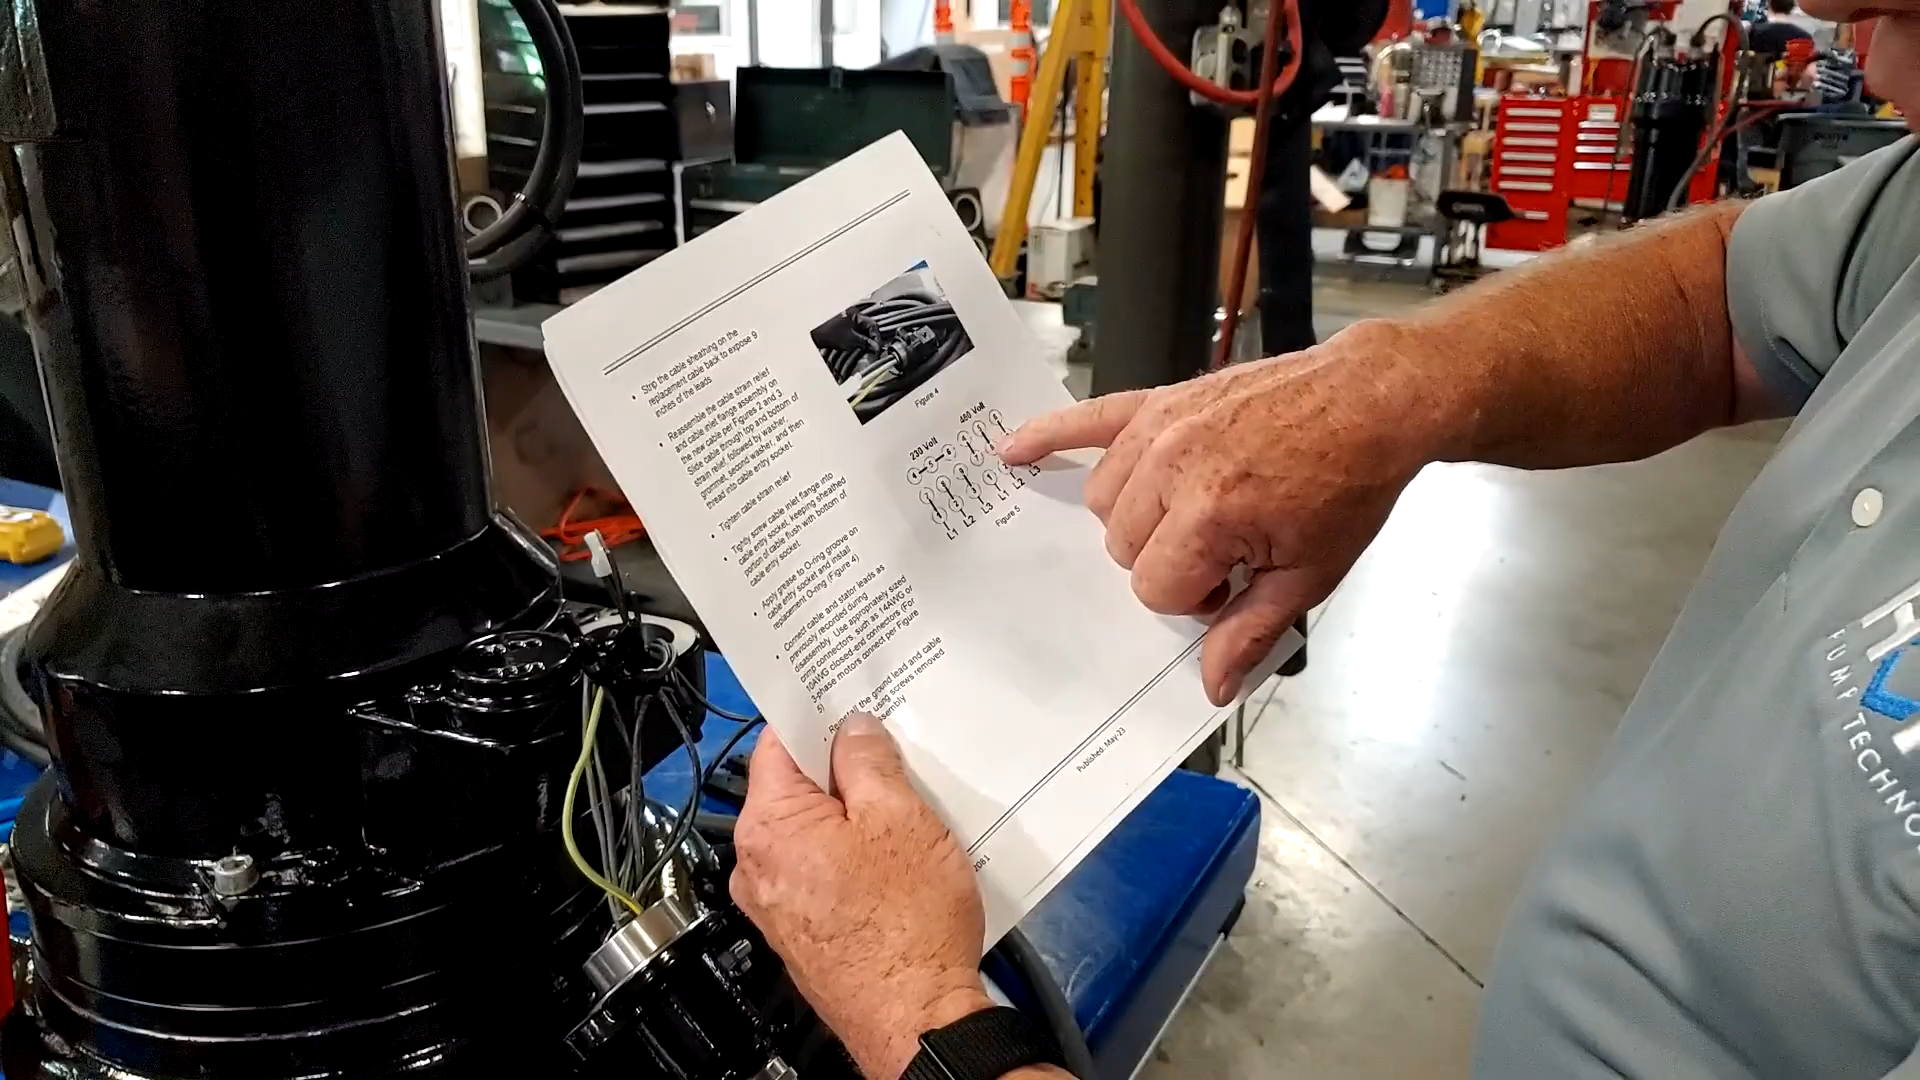 • Strip the cable sheathing on the
replacement cable back to expose 9
inches of the leads
• Reassemble the cable strain relief
and cable inlet flange assembly on
the new cable per Figures 2 and 3
Slide cable through top and bottom of
strain relief, followed by washer,
grommet, second washer, and then
thread into cable entry socket.
• Tighten cable strain relief
• Tightly screw cable inlet flange into
cable entry socket, keeping sheathed
portion of cable flush with bottom of
cable entry socket.
• Apply grease to O-ring groove on
cable entry socket and install
replacement O-ring (Figure 4)
• Connect cable and stator leads as
previously recorded during
disassembly. Use appropriately sized
crimp connectors, such as 14AWG or
10AWG closed-end connectors (For
3-phase motors connect per Figure
5)
• Reinstall the ground lead and cable
using screws removed
Figure 4
230 Volt
480 Volt
L1 L2 L3
L1 L2 L3
Figure 5
Published: May-23
2081
PUMP TECHNO